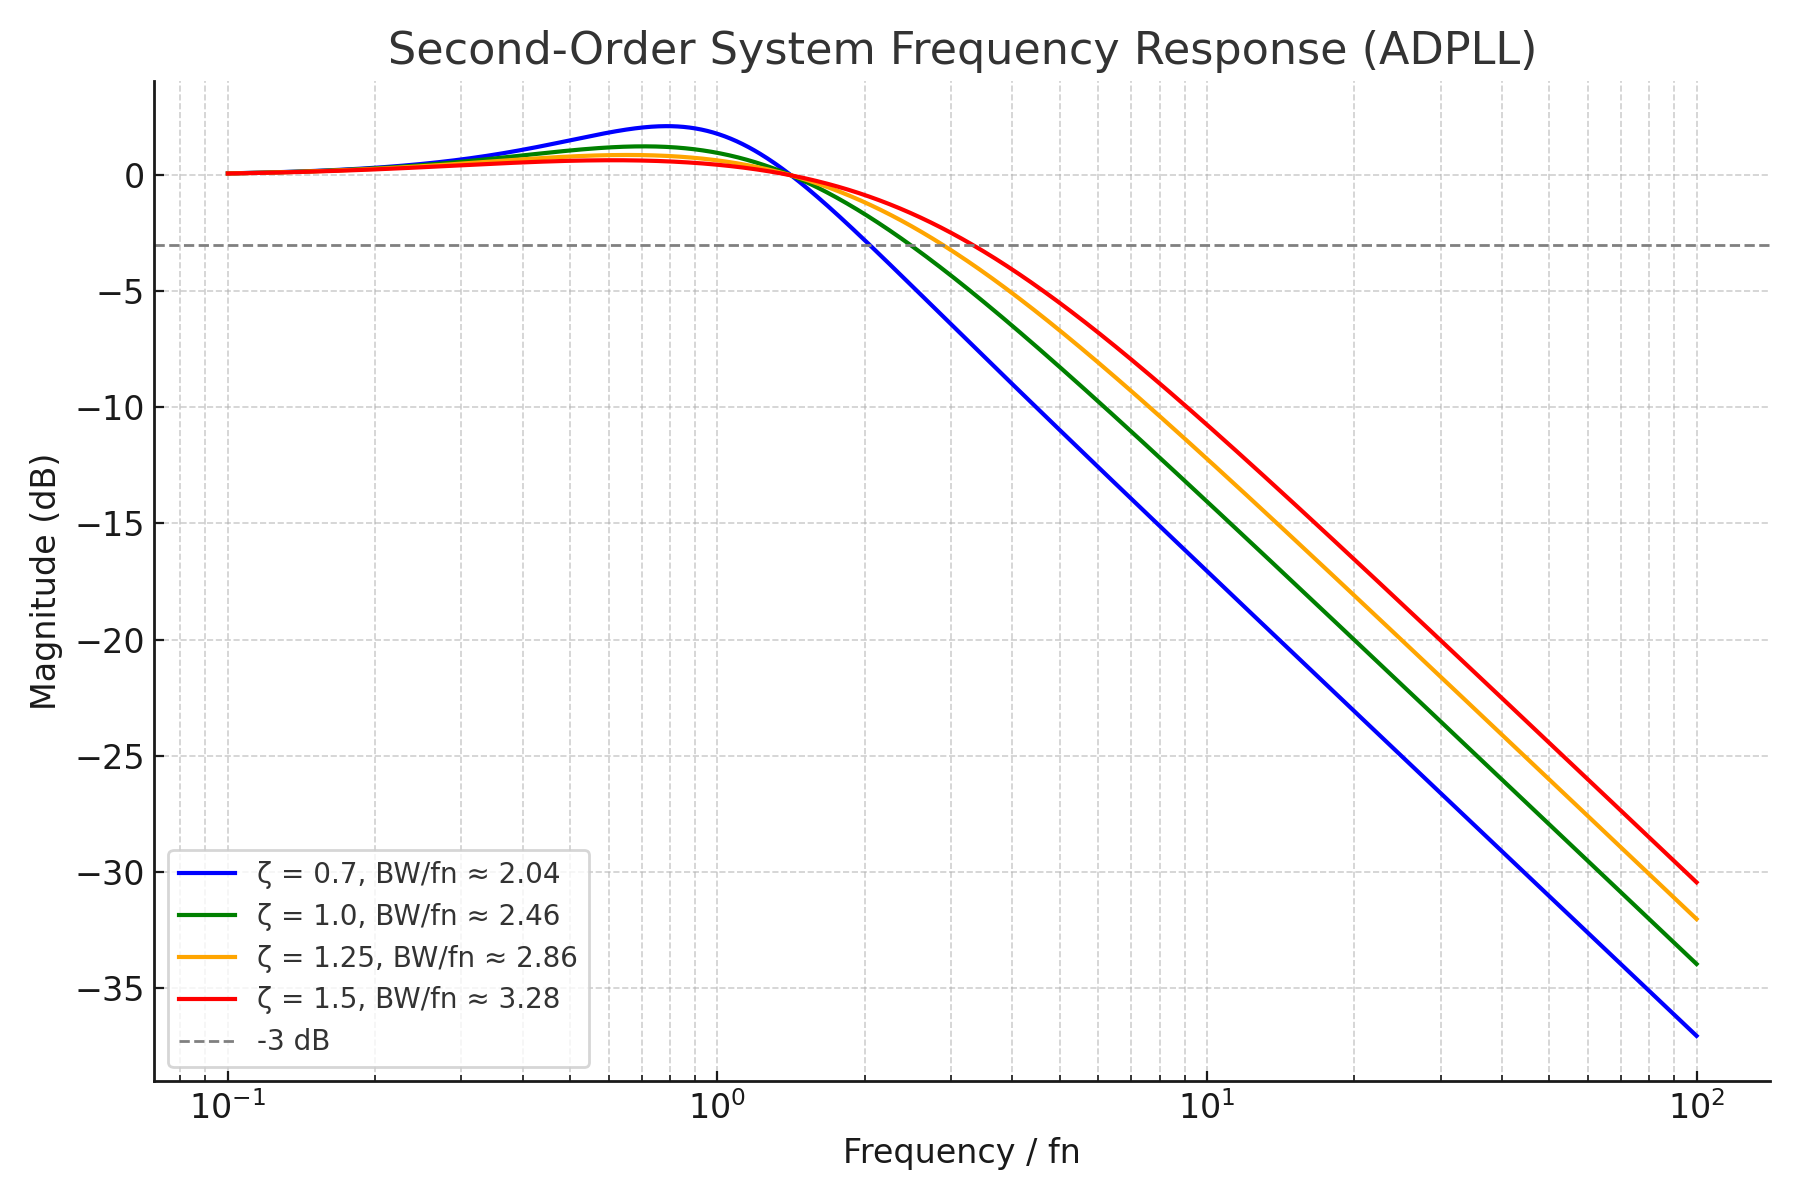 Second-Order System Frequency Response (ADPLL)
0
−5
−10
−15
−20
−25
−30
−35
Magnitude (dB)
ζ = 0.7, BW/fn ≈ 2.04
ζ = 1.0, BW/fn ≈ 2.46
ζ = 1.25, BW/fn ≈ 2.86
ζ = 1.5, BW/fn ≈ 3.28
-3 dB
10⁻¹ 10⁰ 10¹ 10²
Frequency / fn